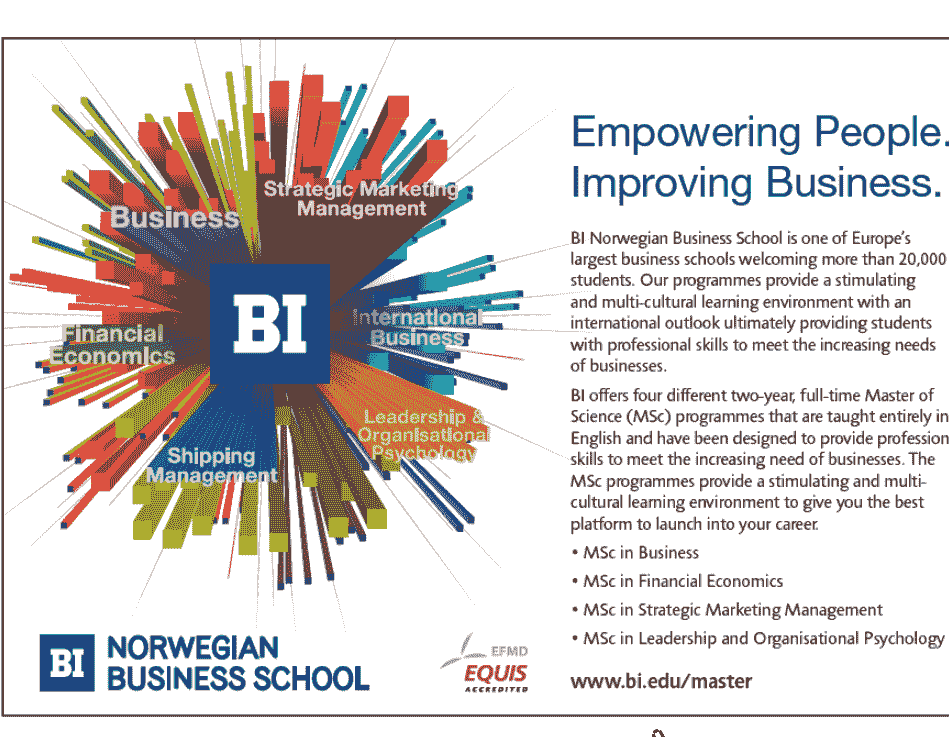 Empowering People.
Improving Business.
Strategic Marketing
Management
Business
BI
International
Business
Financial
Economics
Leadership &
Organisational
Psychology
Shipping
Management
BI Norwegian Business School is one of Europe's
largest business schools welcoming more than 20,000
students. Our programmes provide a stimulating
and multi-cultural learning environment with an
international outlook ultimately providing students
with professional skills to meet the increasing needs
of businesses.
BI offers four different two-year, full-time Master of
Science (MSc) programmes that are taught entirely in
English and have been designed to provide profession
skills to meet the increasing need of businesses. The
MSc programmes provide a stimulating and multi-
cultural learning environment to give you the best
platform to launch into your career.
• MSc in Business
• MSc in Financial Economics
• MSc in Strategic Marketing Management
• MSc in Leadership and Organisational Psychology
www.bi.edu/master
BI NORWEGIAN
BUSINESS SCHOOL
EFMD
EQUIS
ACCREDITED